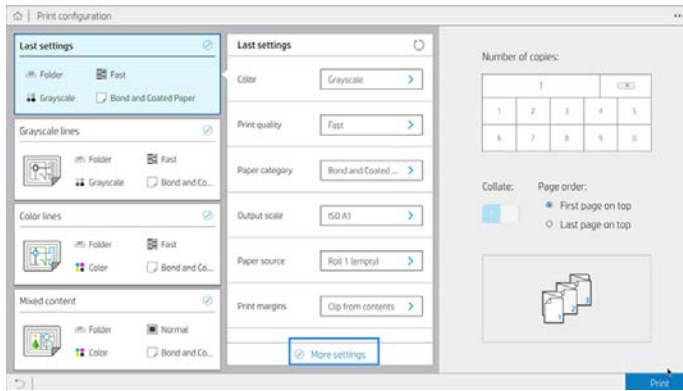 Print configuration
Last settings
Folder
Fast
Grayscale
Bond and Coated Paper
Grayscale lines
Folder
Fast
Grayscale
Bond and Co...
Color lines
Folder
Fast
Color
Bond and Co...
Mixed content
Folder
Normal
Color
Bond and Co...
Last settings
Color
Grayscale
Print quality
Fast
Paper category
Bond and Coated ...
Output scale
ISO A1
Paper source
Roll 1 (empty)
Print margins
Clip from contents
More settings
Number of copies:
1
1 2 3 4 5
6 7 8 9 0
Collate:
Page order:
First page on top
Last page on top
1 2 3
Print